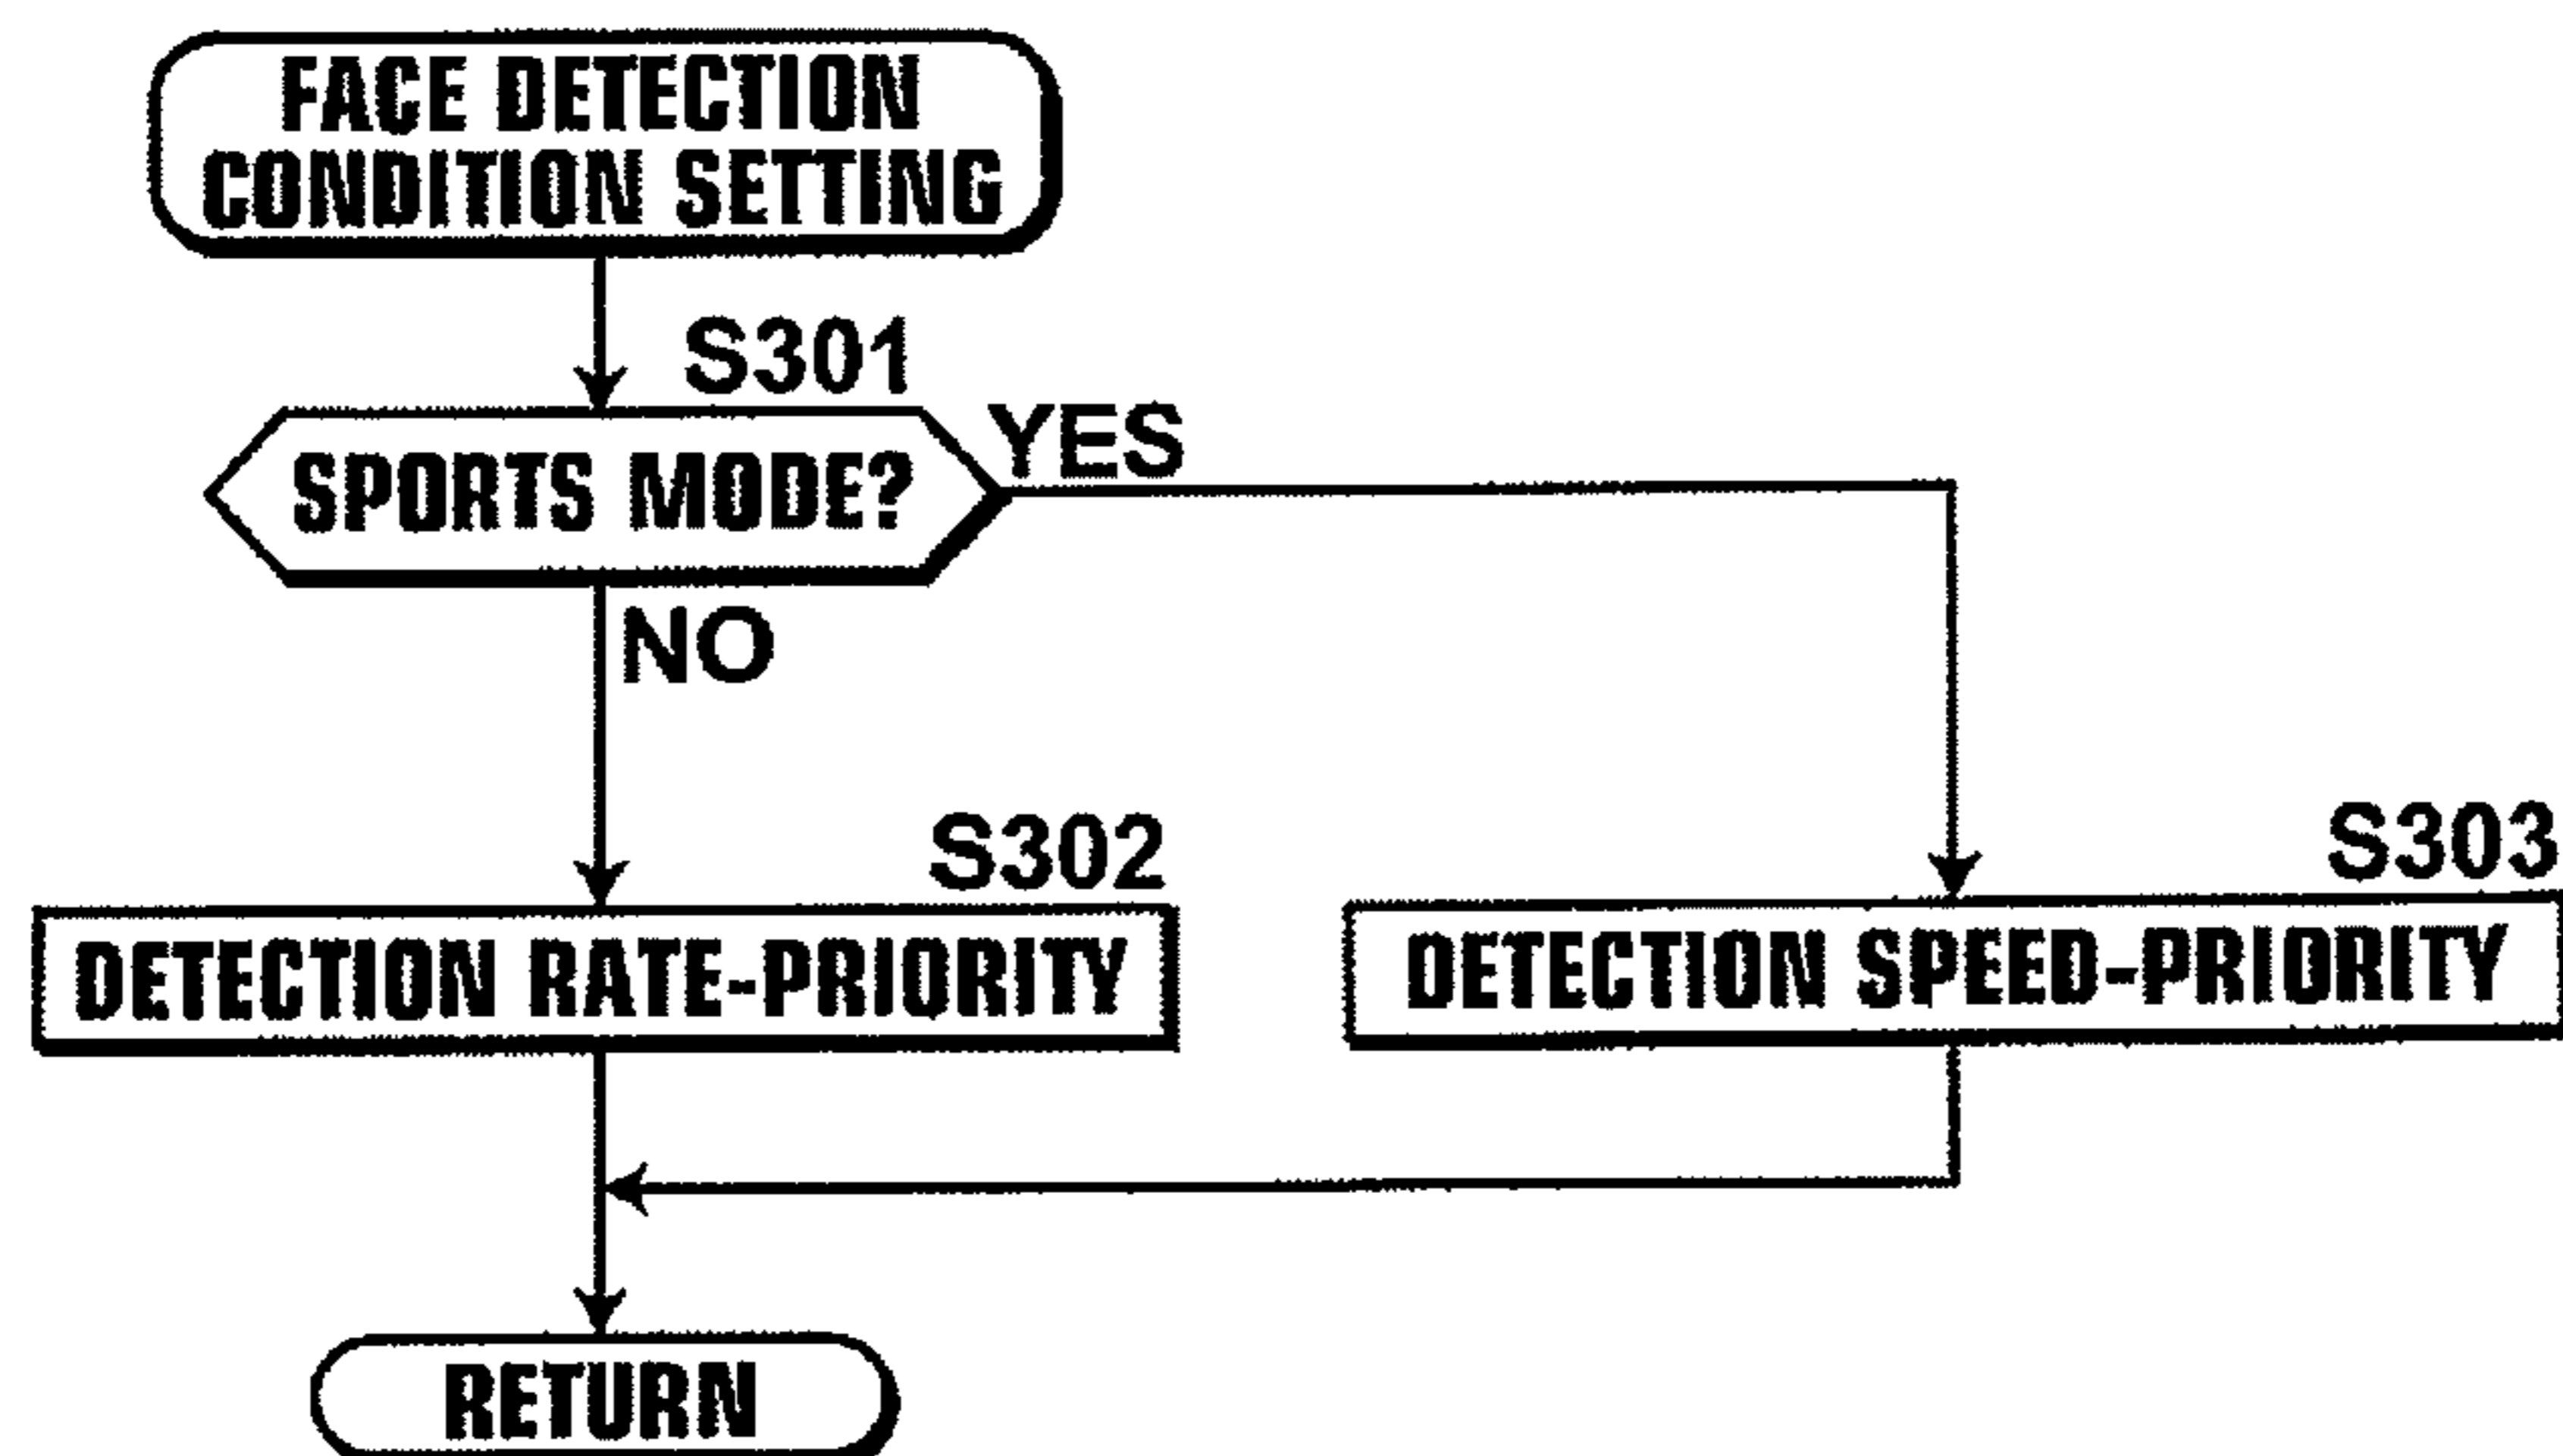 FACE DETECTION
CONDITION SETTING
S301
SPORTS MODE?
YES
NO
S302
DETECTION RATE-PRIORITY
S303
DETECTION SPEED-PRIORITY
RETURN